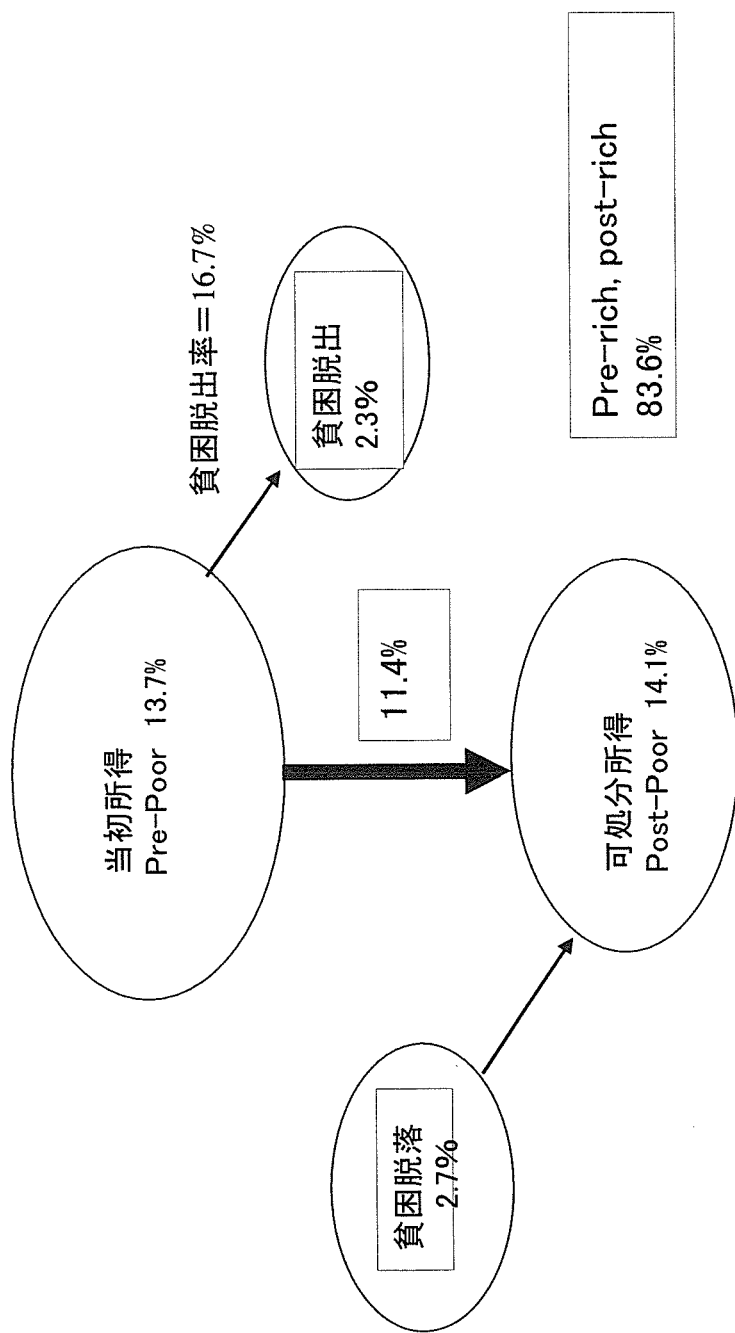 当初所得
Pre-Poor 13.7%
貧困脱出率＝16.7%
貧困脱出
2.3%
11.4%
貧困脱落
2.7%
可処分所得
Post-Poor 14.1%
Pre-rich, post-rich
83.6%